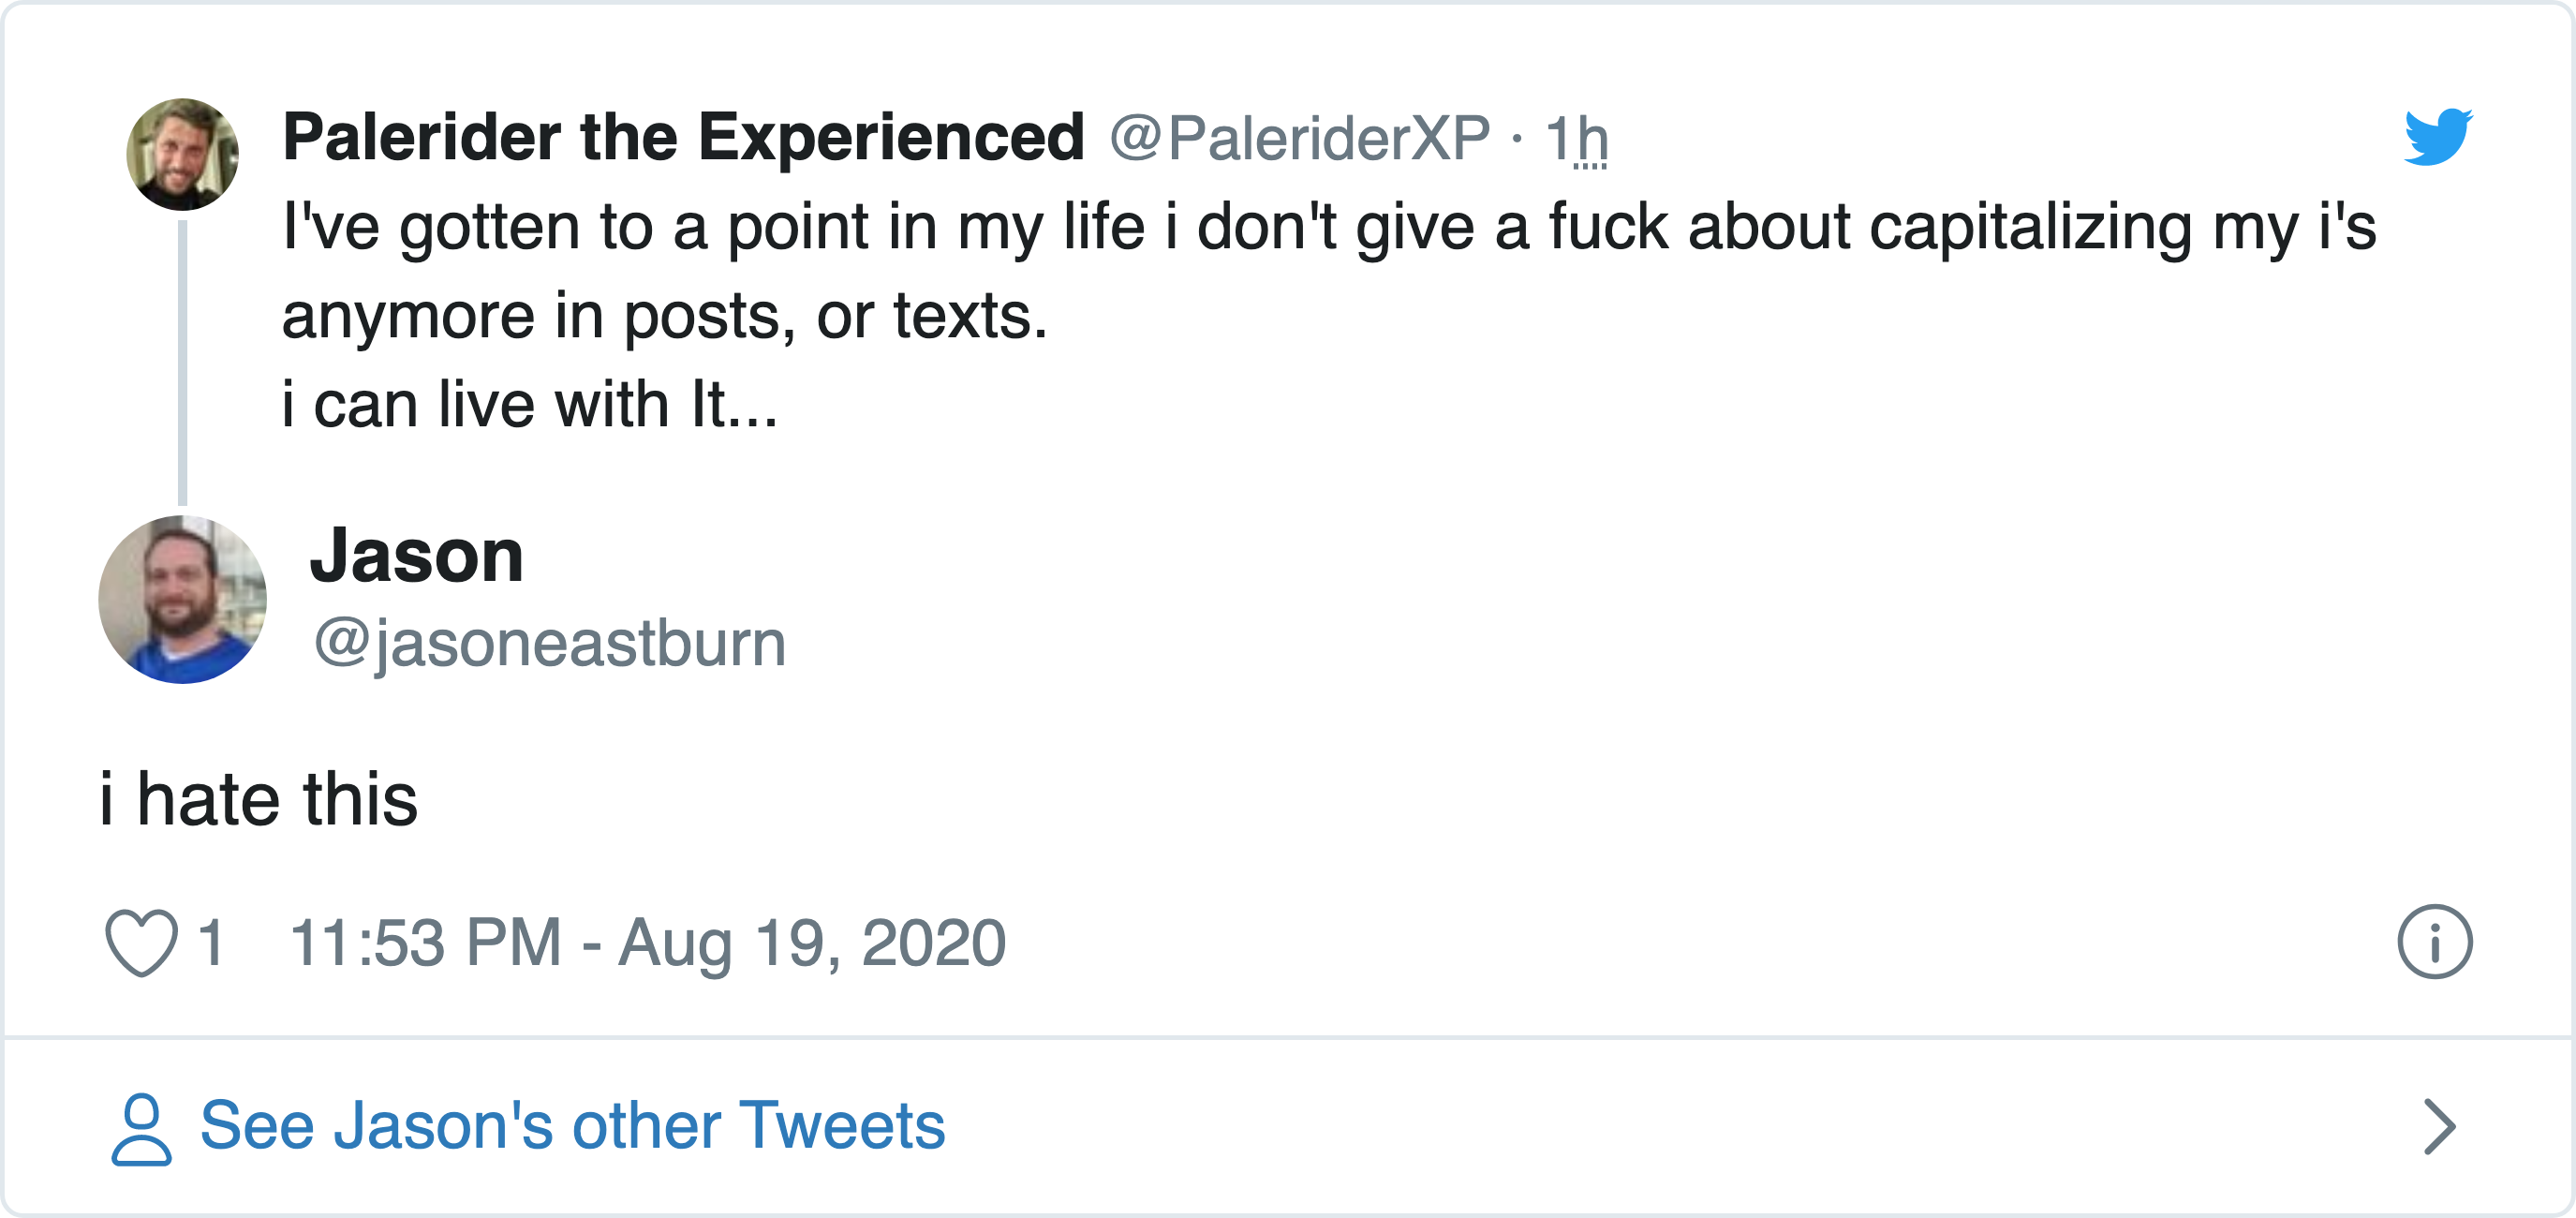 Palerider the Experienced @PaleriderXP · 1h
I've gotten to a point in my life i don't give a fuck about capitalizing my i's
anymore in posts, or texts.
i can live with It...
Jason
@jasoneastburn
i hate this
1 11:53 PM - Aug 19, 2020
See Jason's other Tweets